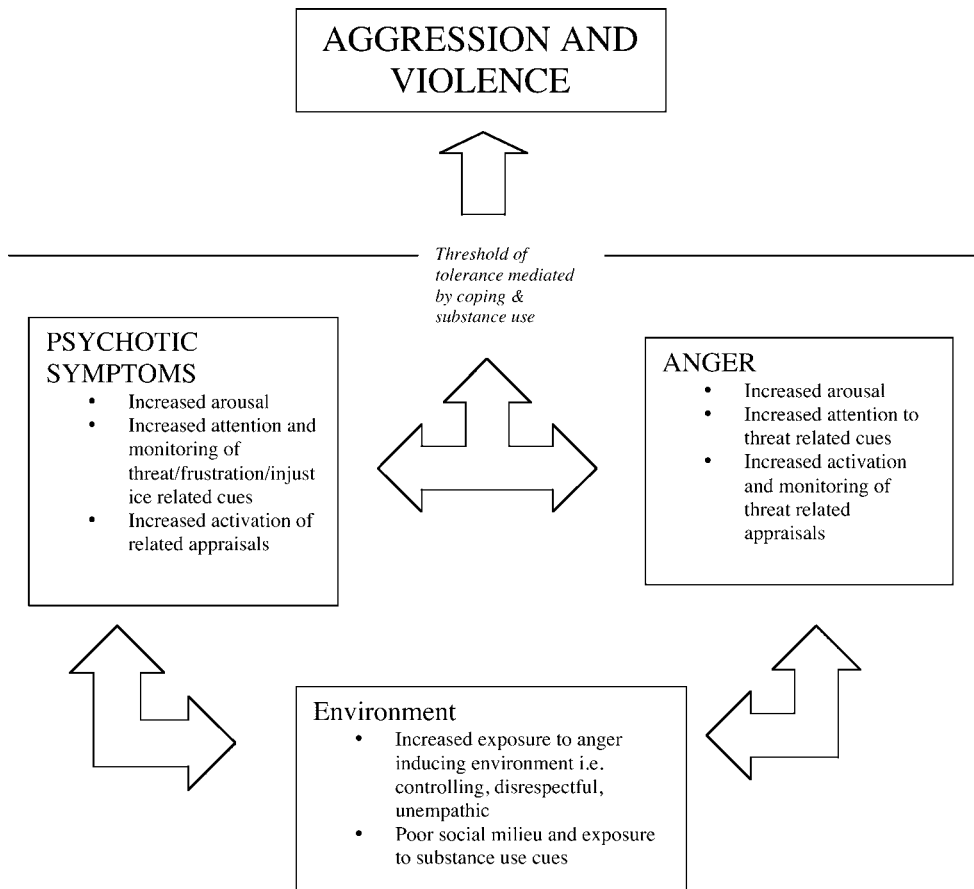 AGGRESSION AND
VIOLENCE
Threshold of
tolerance mediated
by coping &
substance use
PSYCHOTIC
SYMPTOMS
• Increased arousal
• Increased attention and
monitoring of
threat/frustration/injust
ice related cues
• Increased activation of
related appraisals
ANGER
• Increased arousal
• Increased attention to
threat related cues
• Increased activation
and monitoring of
threat related
appraisals
Environment
• Increased exposure to anger
inducing environment i.e.
controlling, disrespectful,
unempathic
• Poor social milieu and exposure
to substance use cues